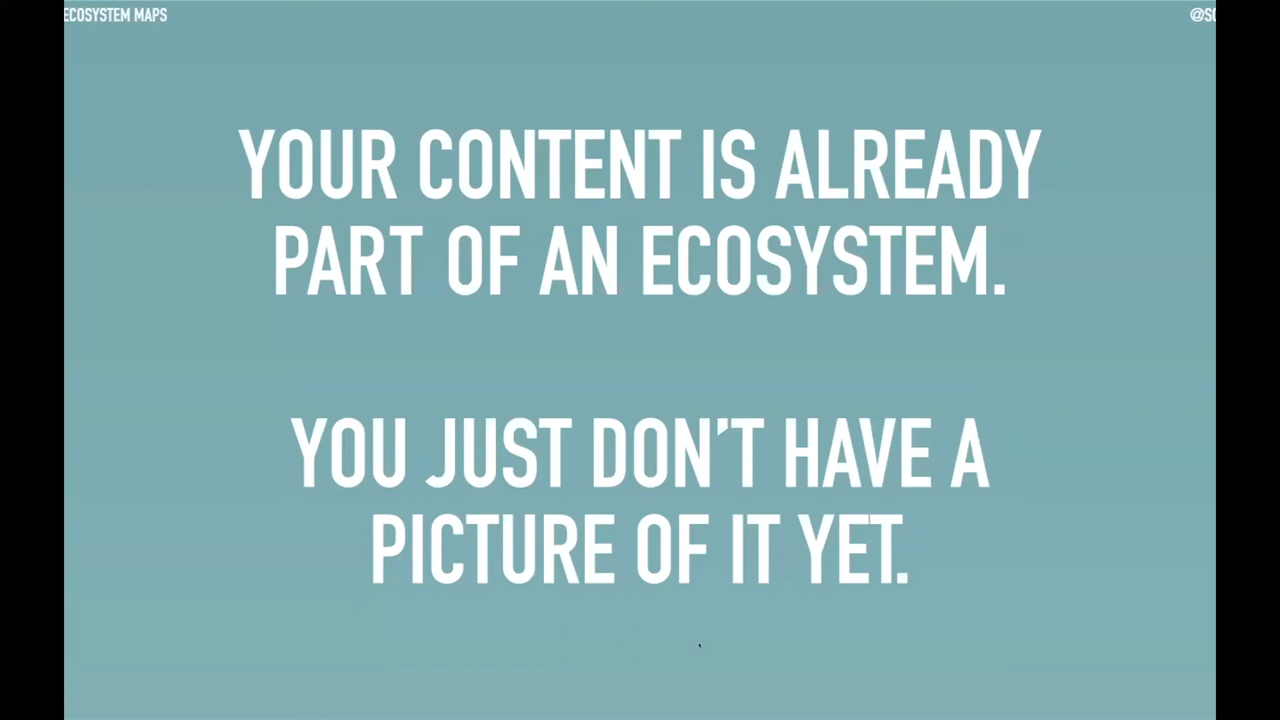 ECOSYSTEM MAPS
YOUR CONTENT IS ALREADY
PART OF AN ECOSYSTEM.
YOU JUST DON’T HAVE A
PICTURE OF IT YET.